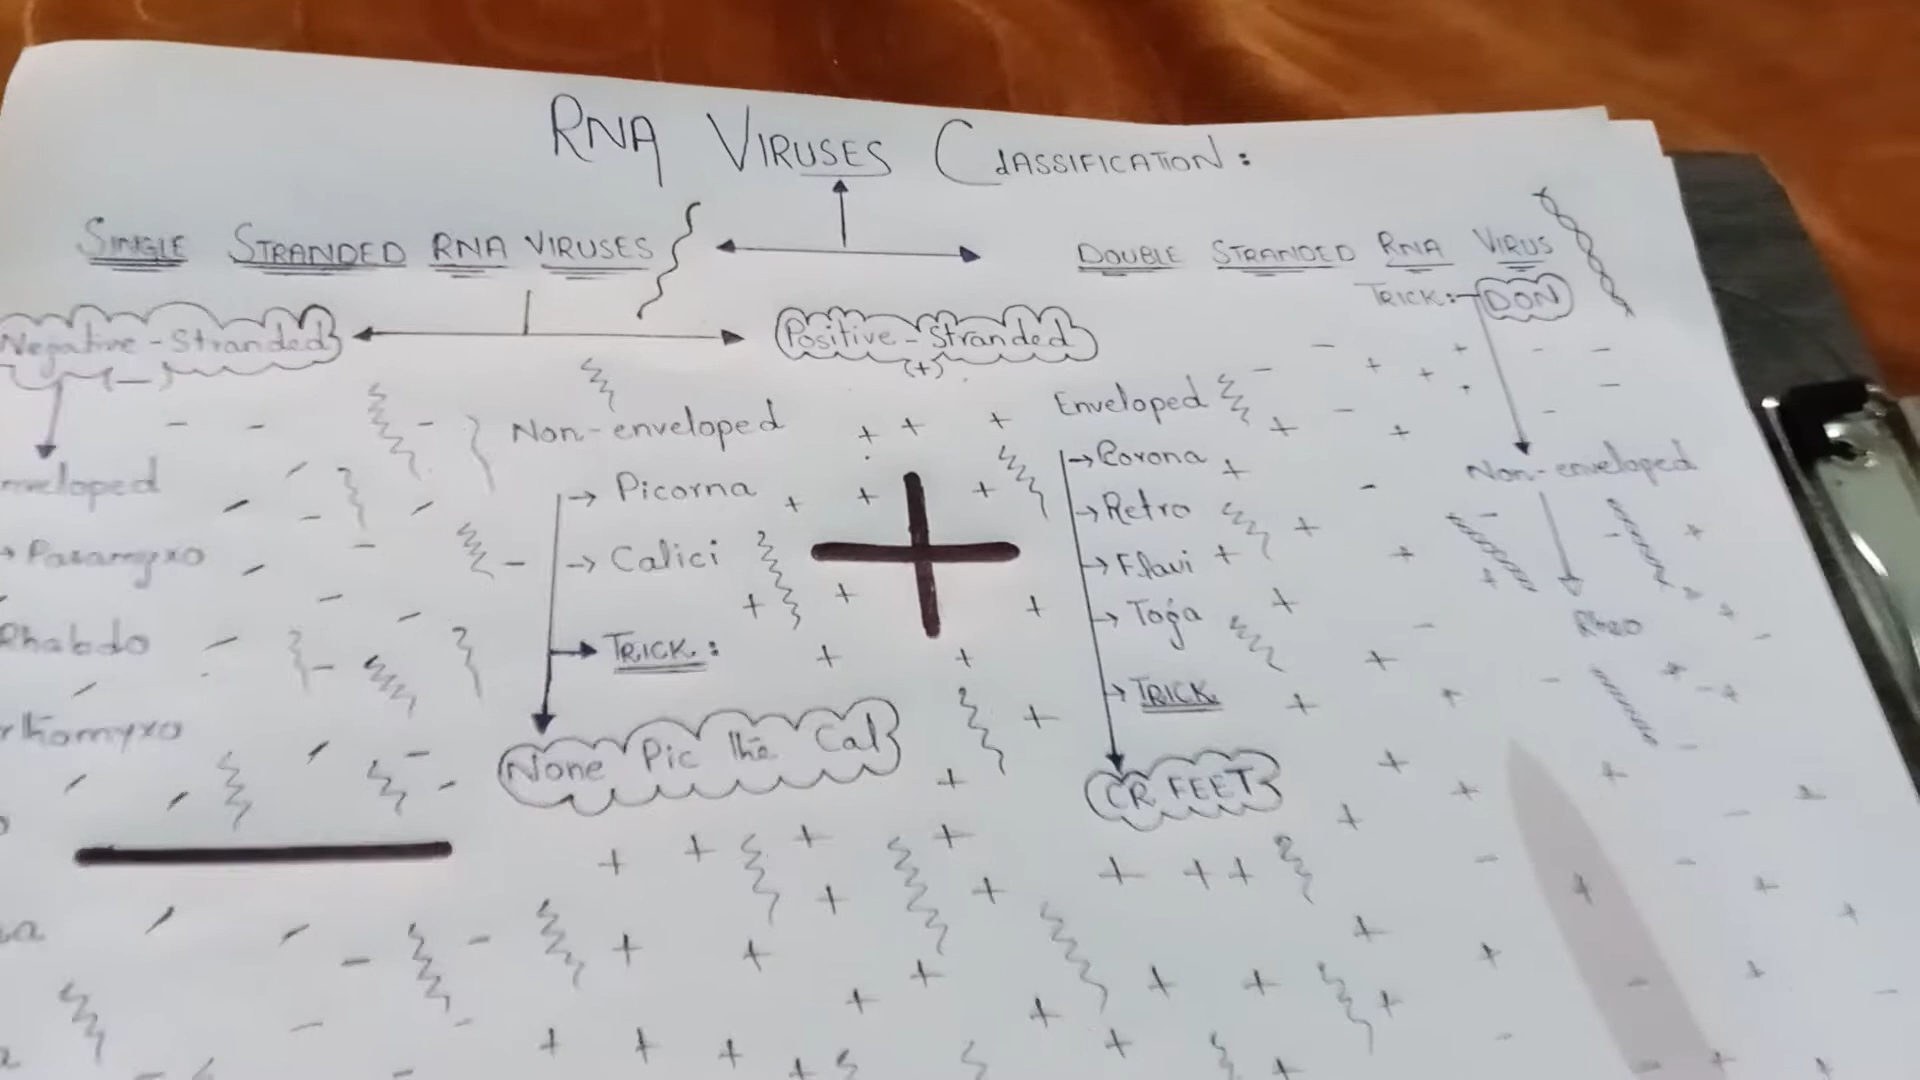 RNA VIRUSES CLASSIFICATION:
SINGLE STRANDED RNA VIRUSES
DOUBLE STRANDED RNA VIRUS
TRICK:- DON
Negative-Stranded
(-)
Positive-Stranded
(+)
Non-enveloped
→ Picorna
→ Calici
→ TRICK:
None Pic the Cal
Enveloped
→ Corona
→ Retro
→ Flavi
→ Toga
→ TRICK
CR FEET
Non-enveloped
nveloped
→ Paramyxo
Rhabdo
rthomyxo